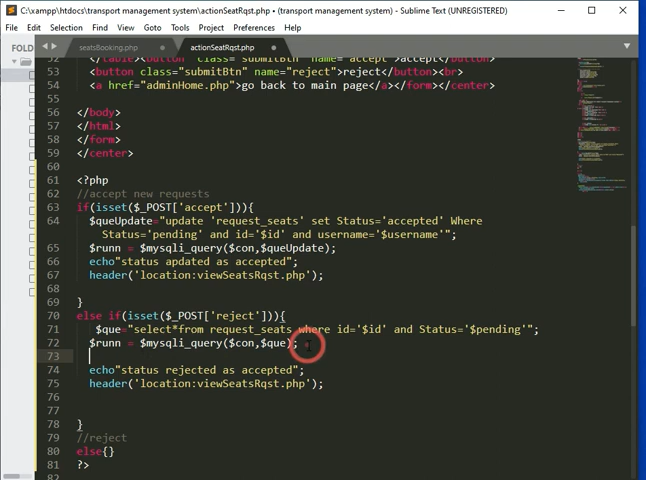 C:\xampp\htdocs\transport management system\actionSeatRqst.php • (transport management system) - Sublime Text (UNREGISTERED)
File Edit Selection Find View Goto Tools Project Preferences Help
FOLD
seatsBooking.php
actionSeatRqst.php
53 <button class="submitBtn" name="reject">reject</button><br>
54 <a href="adminHome.php">go back to main page</a></form></center>
55
56 </body>
57 </html>
58 </form>
59 </center>
60
61 <?php
62 //accept new requests
63 if(isset($_POST['accept'])){
64 $queUpdate="update 'request_seats' set Status='accepted' Where
Status='pending' and id='$id' and username='$username'";
65 $runn = $mysqli_query($con,$queUpdate);
66 echo"status apdated as accepted";
67 header('location:viewSeatsRqst.php');
68
69 }
70 else if(isset($_POST['reject'])){
71 $que="select*from request_seats where id='$id' and Status='$pending'";
72 $runn = $mysqli_query($con,$que);
73
74 echo"status rejected as accepted";
75 header('location:viewSeatsRqst.php');
76
77
78 }
79 //reject
80 else{}
81 ?>
82